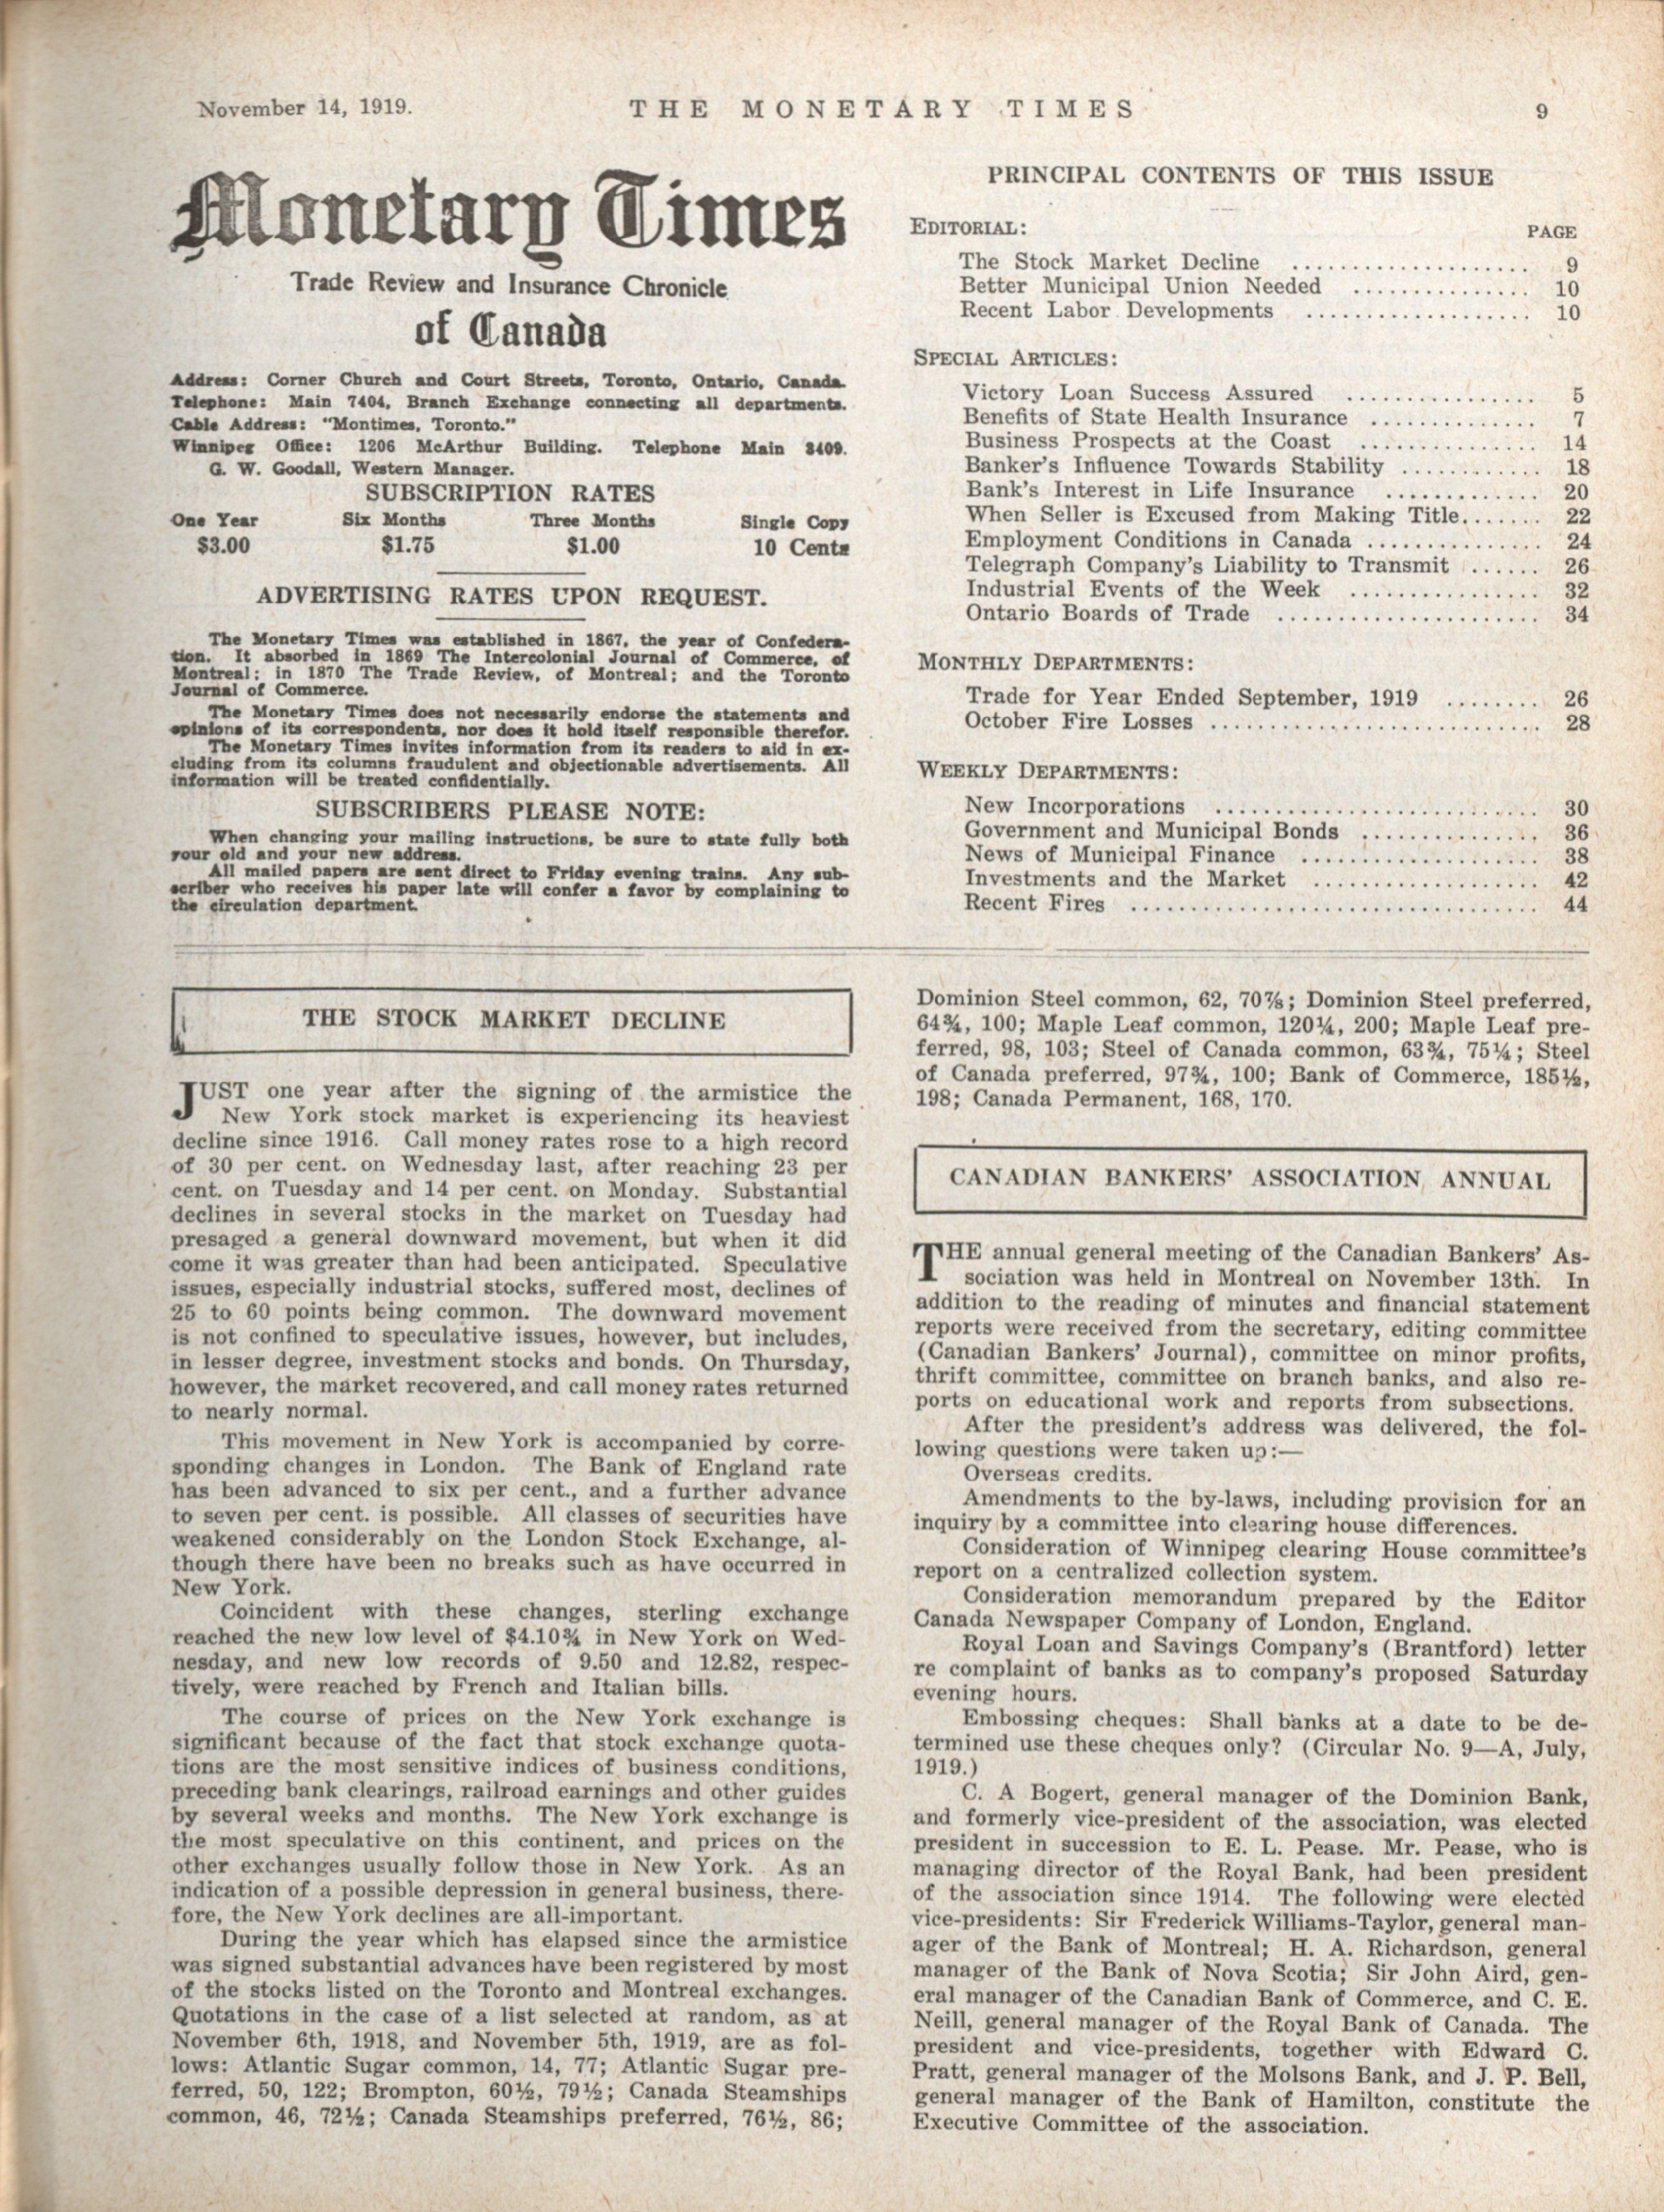 November 14, 1919.
THE MONETARY TIMES
9
Monetary Times
Trade Review and Insurance Chronicle
of Canada
Address: Corner Church and Court Streets, Toronto, Ontario, Canada.
Telephone: Main 7404, Branch Exchange connecting all departments.
Cable Address: "Montimes, Toronto."
Winnipeg Office: 1206 McArthur Building. Telephone Main 3409.
G. W. Goodall, Western Manager.
SUBSCRIPTION RATES
One Year Six Months Three Months Single Copy
$3.00 $1.75 $1.00 10 Cents
ADVERTISING RATES UPON REQUEST.
The Monetary Times was established in 1867, the year of Confedera-
tion. It absorbed in 1869 The Intercolonial Journal of Commerce, of
Montreal; in 1870 The Trade Review, of Montreal; and the Toronto
Journal of Commerce.
The Monetary Times does not necessarily endorse the statements and
opinions of its correspondents, nor does it hold itself responsible therefor.
The Monetary Times invites information from its readers to aid in ex-
cluding from its columns fraudulent and objectionable advertisements. All
information will be treated confidentially.
SUBSCRIBERS PLEASE NOTE:
When changing your mailing instructions, be sure to state fully both
your old and your new address.
All mailed papers are sent direct to Friday evening trains. Any sub-
scriber who receives his paper late will confer a favor by complaining to
the circulation department.
PRINCIPAL CONTENTS OF THIS ISSUE
EDITORIAL: PAGE
The Stock Market Decline .................... 9
Better Municipal Union Needed ............... 10
Recent Labor Developments ................... 10
SPECIAL ARTICLES:
Victory Loan Success Assured ................ 5
Benefits of State Health Insurance .............. 7
Business Prospects at the Coast ............... 14
Banker's Influence Towards Stability ............ 18
Bank's Interest in Life Insurance ............. 20
When Seller is Excused from Making Title....... 22
Employment Conditions in Canada ............... 24
Telegraph Company's Liability to Transmit ...... 26
Industrial Events of the Week ................ 32
Ontario Boards of Trade ...................... 34
MONTHLY DEPARTMENTS:
Trade for Year Ended September, 1919 ........ 26
October Fire Losses ............................ 28
WEEKLY DEPARTMENTS:
New Incorporations ............................ 30
Government and Municipal Bonds ............... 36
News of Municipal Finance .................... 38
Investments and the Market ................... 42
Recent Fires ................................... 44
THE STOCK MARKET DECLINE
JUST one year after the signing of the armistice the
New York stock market is experiencing its heaviest
decline since 1916. Call money rates rose to a high record
of 30 per cent. on Wednesday last, after reaching 23 per
cent. on Tuesday and 14 per cent. on Monday. Substantial
declines in several stocks in the market on Tuesday had
presaged a general downward movement, but when it did
come it was greater than had been anticipated. Speculative
issues, especially industrial stocks, suffered most, declines of
25 to 60 points being common. The downward movement
is not confined to speculative issues, however, but includes,
in lesser degree, investment stocks and bonds. On Thursday,
however, the market recovered, and call money rates returned
to nearly normal.
This movement in New York is accompanied by corre-
sponding changes in London. The Bank of England rate
has been advanced to six per cent., and a further advance
to seven per cent. is possible. All classes of securities have
weakened considerably on the London Stock Exchange, al-
though there have been no breaks such as have occurred in
New York.
Coincident with these changes, sterling exchange
reached the new low level of $4.10¾ in New York on Wed-
nesday, and new low records of 9.50 and 12.82, respec-
tively, were reached by French and Italian bills.
The course of prices on the New York exchange is
significant because of the fact that stock exchange quota-
tions are the most sensitive indices of business conditions,
preceding bank clearings, railroad earnings and other guides
by several weeks and months. The New York exchange is
the most speculative on this continent, and prices on the
other exchanges usually follow those in New York. As an
indication of a possible depression in general business, there-
fore, the New York declines are all-important.
During the year which has elapsed since the armistice
was signed substantial advances have been registered by most
of the stocks listed on the Toronto and Montreal exchanges.
Quotations in the case of a list selected at random, as at
November 6th, 1918, and November 5th, 1919, are as fol-
lows: Atlantic Sugar common, 14, 77; Atlantic Sugar pre-
ferred, 50, 122; Brompton, 60½, 79½; Canada Steamships
common, 46, 72½; Canada Steamships preferred, 76½, 86;
Dominion Steel common, 62, 70⅞; Dominion Steel preferred,
64¾, 100; Maple Leaf common, 120¼, 200; Maple Leaf pre-
ferred, 98, 103; Steel of Canada common, 63¾, 75¼; Steel
of Canada preferred, 97¾, 100; Bank of Commerce, 185½,
198; Canada Permanent, 168, 170.
CANADIAN BANKERS' ASSOCIATION ANNUAL
THE annual general meeting of the Canadian Bankers' As-
sociation was held in Montreal on November 13th. In
addition to the reading of minutes and financial statement
reports were received from the secretary, editing committee
(Canadian Bankers' Journal), committee on minor profits,
thrift committee, committee on branch banks, and also re-
ports on educational work and reports from subsections.
After the president's address was delivered, the fol-
lowing questions were taken up:—
Overseas credits.
Amendments to the by-laws, including provision for an
inquiry by a committee into clearing house differences.
Consideration of Winnipeg clearing House committee's
report on a centralized collection system.
Consideration memorandum prepared by the Editor
Canada Newspaper Company of London, England.
Royal Loan and Savings Company's (Brantford) letter
re complaint of banks as to company's proposed Saturday
evening hours.
Embossing cheques: Shall banks at a date to be de-
termined use these cheques only? (Circular No. 9—A, July,
1919.)
C. A Bogert, general manager of the Dominion Bank,
and formerly vice-president of the association, was elected
president in succession to E. L. Pease. Mr. Pease, who is
managing director of the Royal Bank, had been president
of the association since 1914. The following were elected
vice-presidents: Sir Frederick Williams-Taylor, general man-
ager of the Bank of Montreal; H. A. Richardson, general
manager of the Bank of Nova Scotia; Sir John Aird, gen-
eral manager of the Canadian Bank of Commerce, and C. E.
Neill, general manager of the Royal Bank of Canada. The
president and vice-presidents, together with Edward C.
Pratt, general manager of the Molsons Bank, and J. P. Bell,
general manager of the Bank of Hamilton, constitute the
Executive Committee of the association.